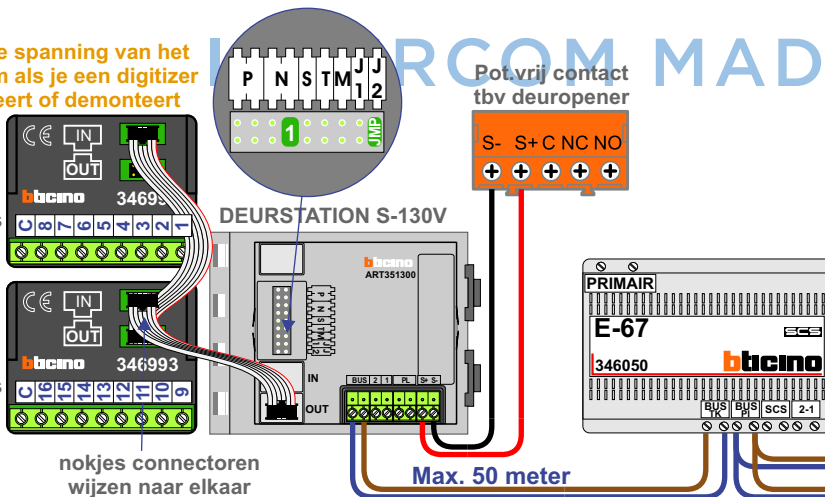 e spanning van het
m als je een digitizer
eert of demonteert
INTERCOM MAD
P N S T M J1 J2
1 JMP
Pot.vrij contact
tbv deuropener
S- S+ C NC NO
CE IN
OUT
bticino 34699
C 8 7 6 5 4 3 2 1
s
DEURSTATION S-130V
bticino
ART351300
P N S T M J1 J2
IN
OUT
BUS 2 1 PL S+ S-
CE IN
OUT
bticino 346993
C 16 15 14 13 12 11 10 9
s
PRIMAIR
E-67 SCS
346050 bticino
BUS TK BUS PI SCS 2-1
nokjes connectoren
wijzen naar elkaar
Max. 50 meter